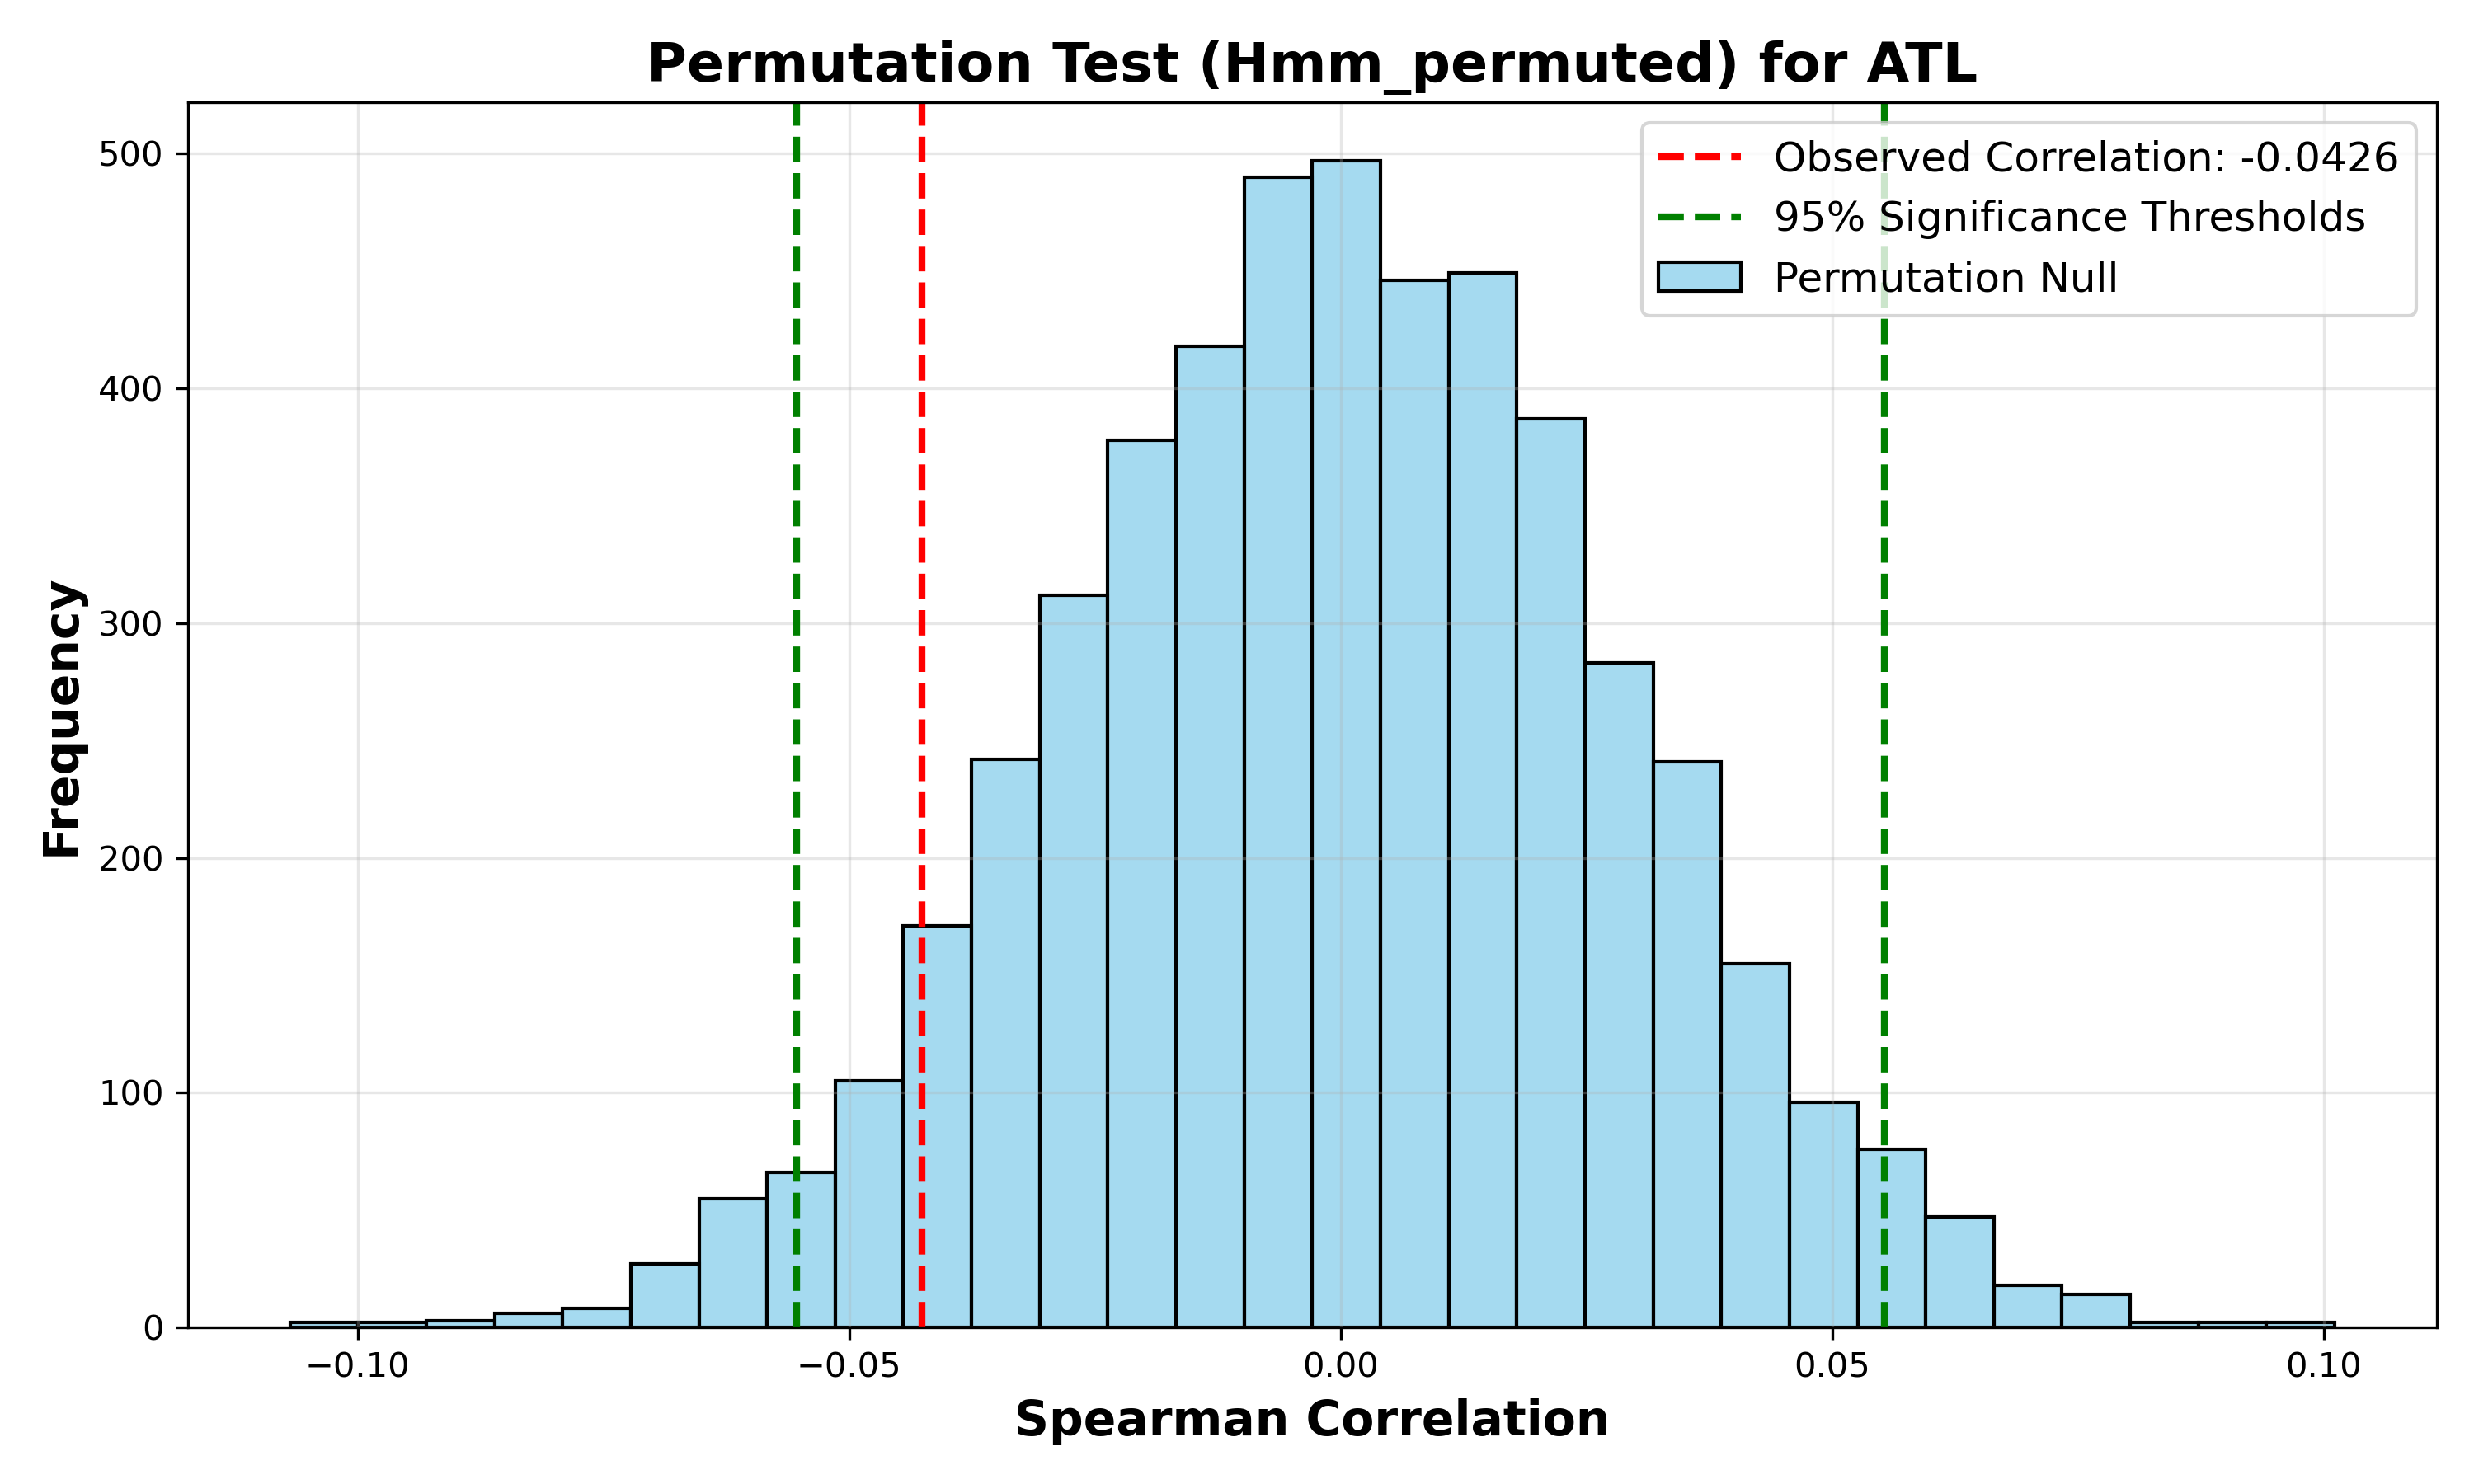 Permutation Test (Hmm_permuted) for ATL
Observed Correlation: -0.0426
95% Significance Thresholds
Permutation Null
Frequency
500
400
300
200
100
0
−0.10
−0.05
0.00
0.05
0.10
Spearman Correlation